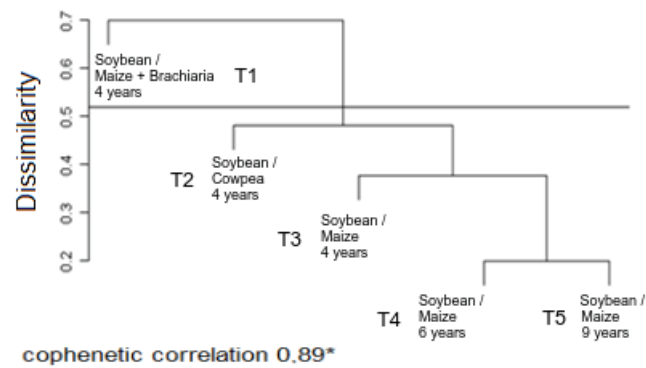 Dissimilarity
0.7
0.6
0.5
0.4
0.3
0.2
Soybean /
Maize + Brachiaria
4 years
T1
Soybean /
Cowpea
4 years
T2
Soybean /
Maize
4 years
T3
Soybean /
Maize
6 years
T4
Soybean /
Maize
9 years
T5
cophenetic correlation 0,89*